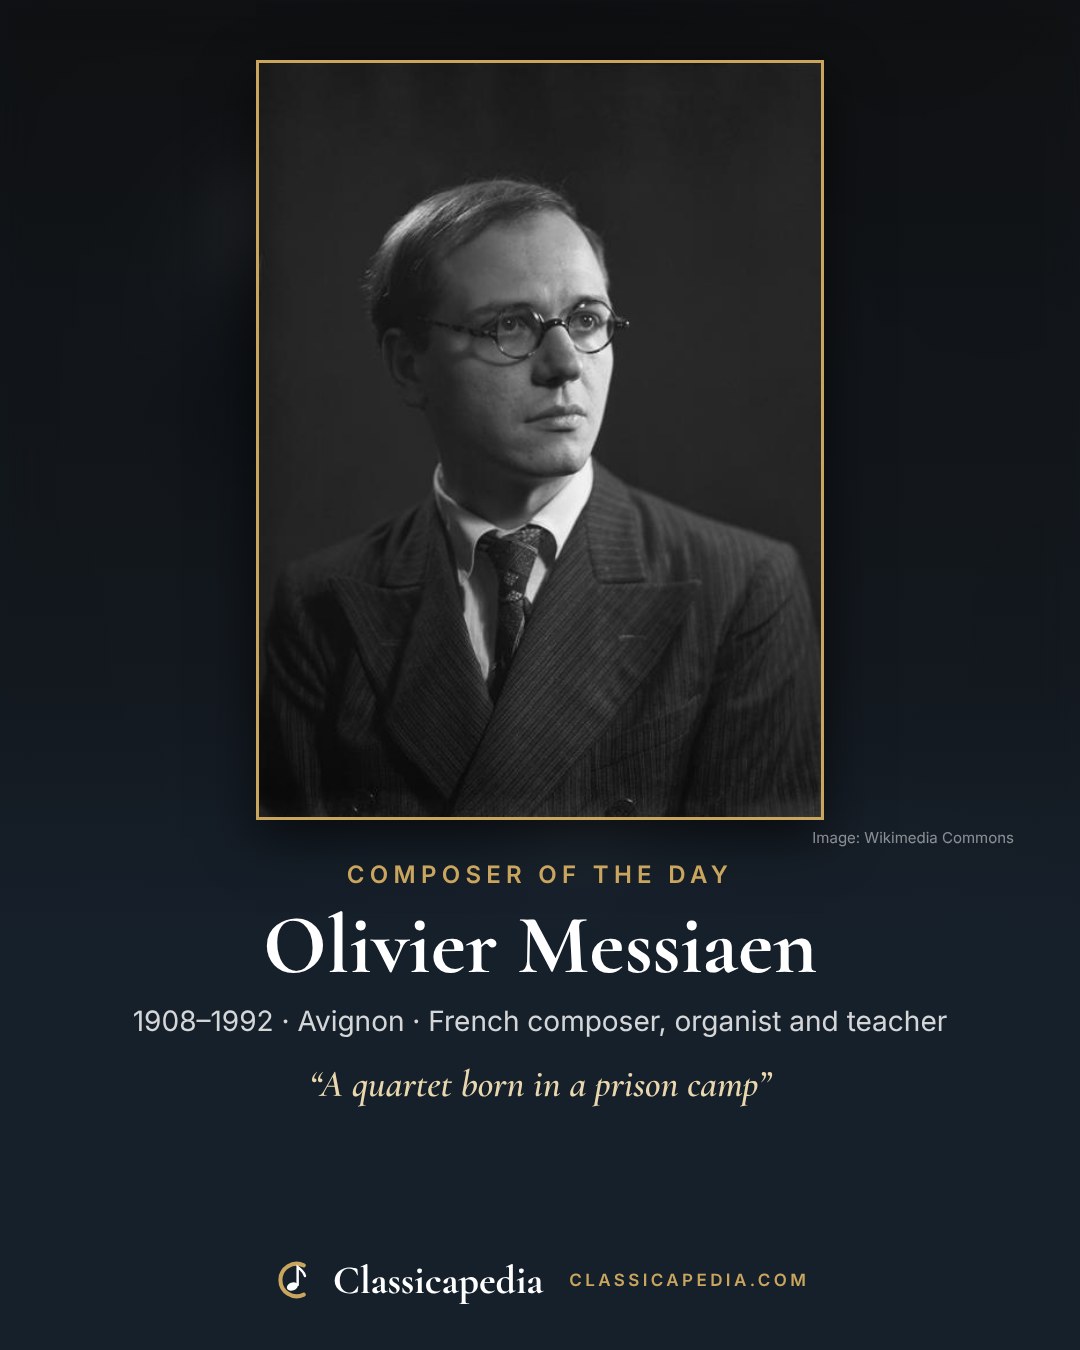 Image: Wikimedia Commons
COMPOSER OF THE DAY
Olivier Messiaen
1908–1992 · Avignon · French composer, organist and teacher
“A quartet born in a prison camp”
Classicapedia CLASSICAPEDIA.COM